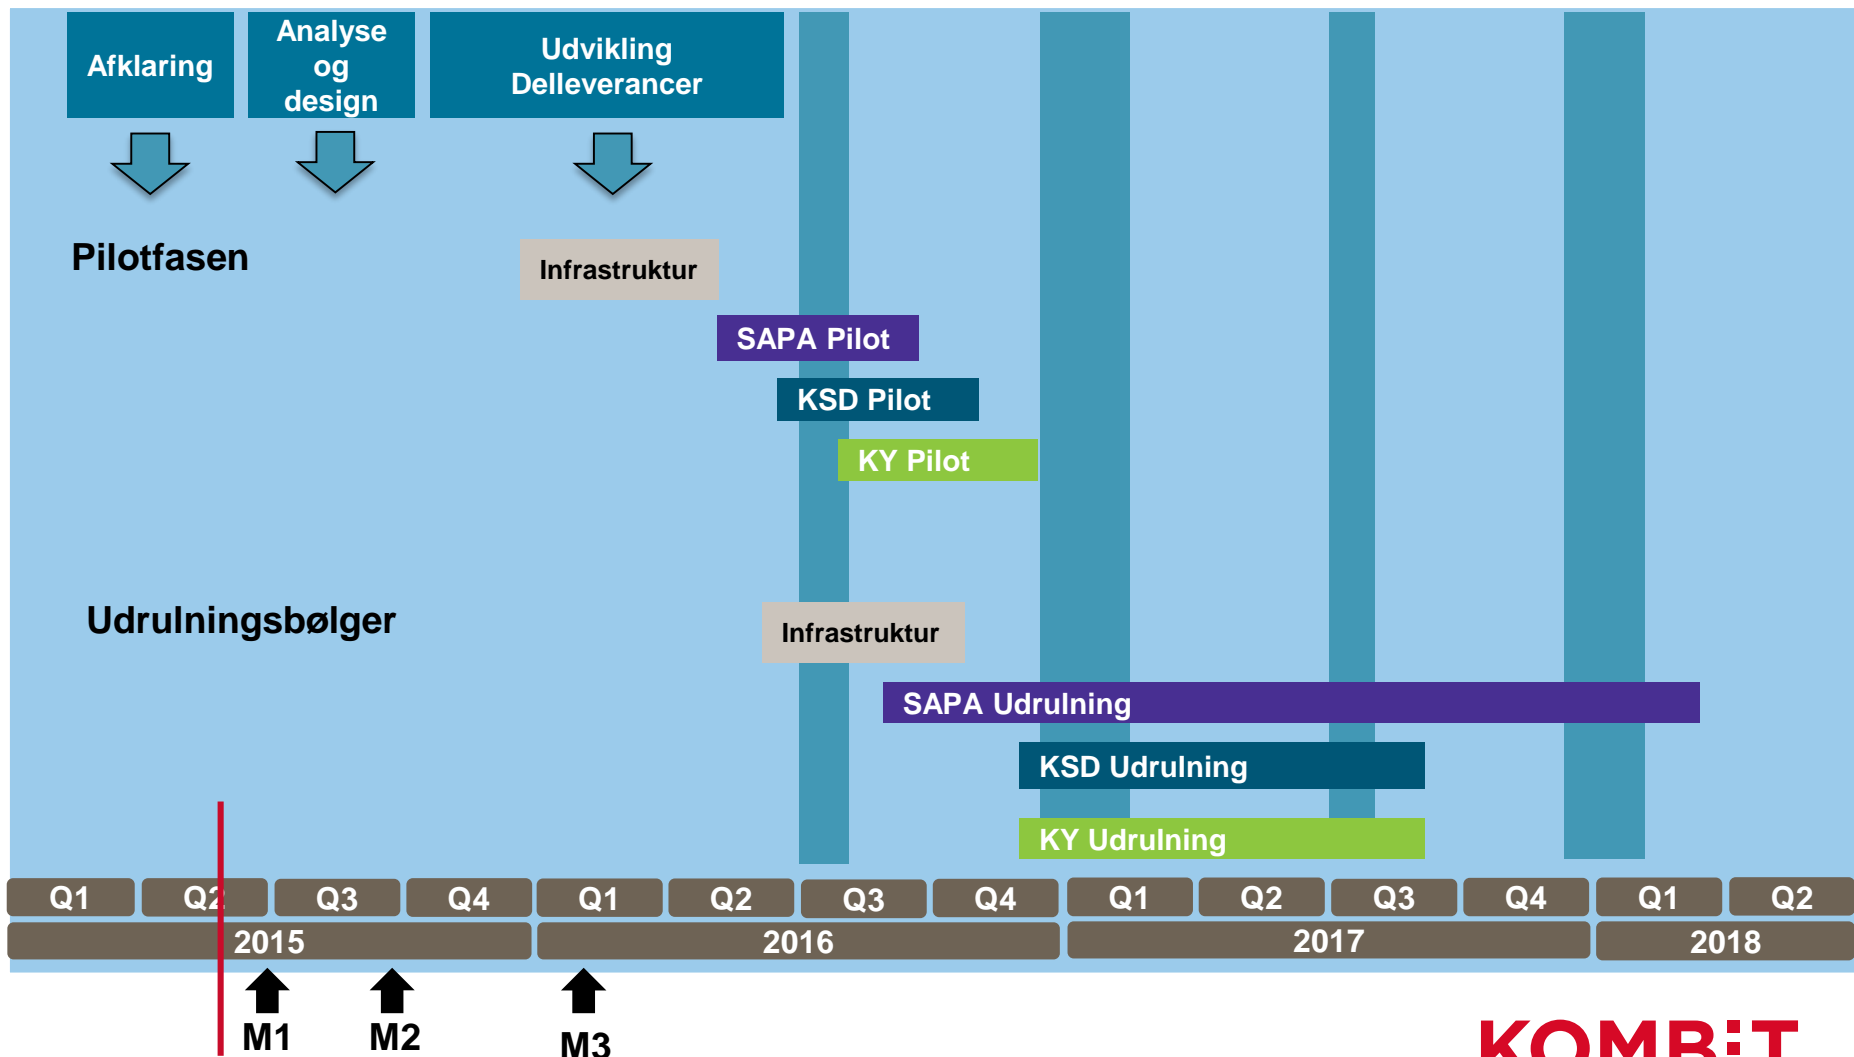 Afklaring
Analyse
og
design
Udvikling
Delleverancer
Pilotfasen
Infrastruktur
SAPA Pilot
KSD Pilot
KY Pilot
Udrulningsbølger
Infrastruktur
SAPA Udrulning
KSD Udrulning
KY Udrulning
Q1 Q2 Q3 Q4 Q1 Q2 Q3 Q4 Q1 Q2 Q3 Q4 Q1 Q2
2015 2016 2017 2018
M1 M2 M3
KOMBIT